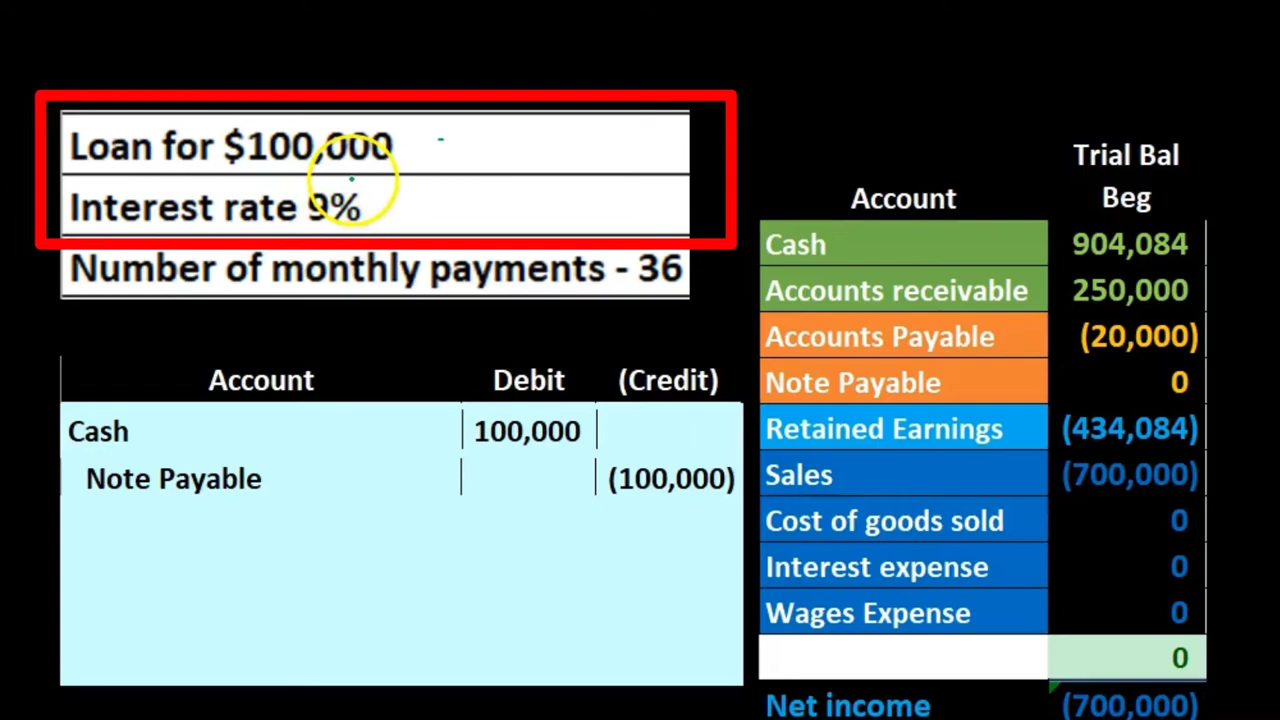 Loan for $100,000
Interest rate 9%
Number of monthly payments - 36
Account Debit (Credit)
Cash 100,000
Note Payable (100,000)
Trial Bal
Account Beg
Cash 904,084
Accounts receivable 250,000
Accounts Payable (20,000)
Note Payable 0
Retained Earnings (434,084)
Sales (700,000)
Cost of goods sold 0
Interest expense 0
Wages Expense 0
0
Net income (700,000)